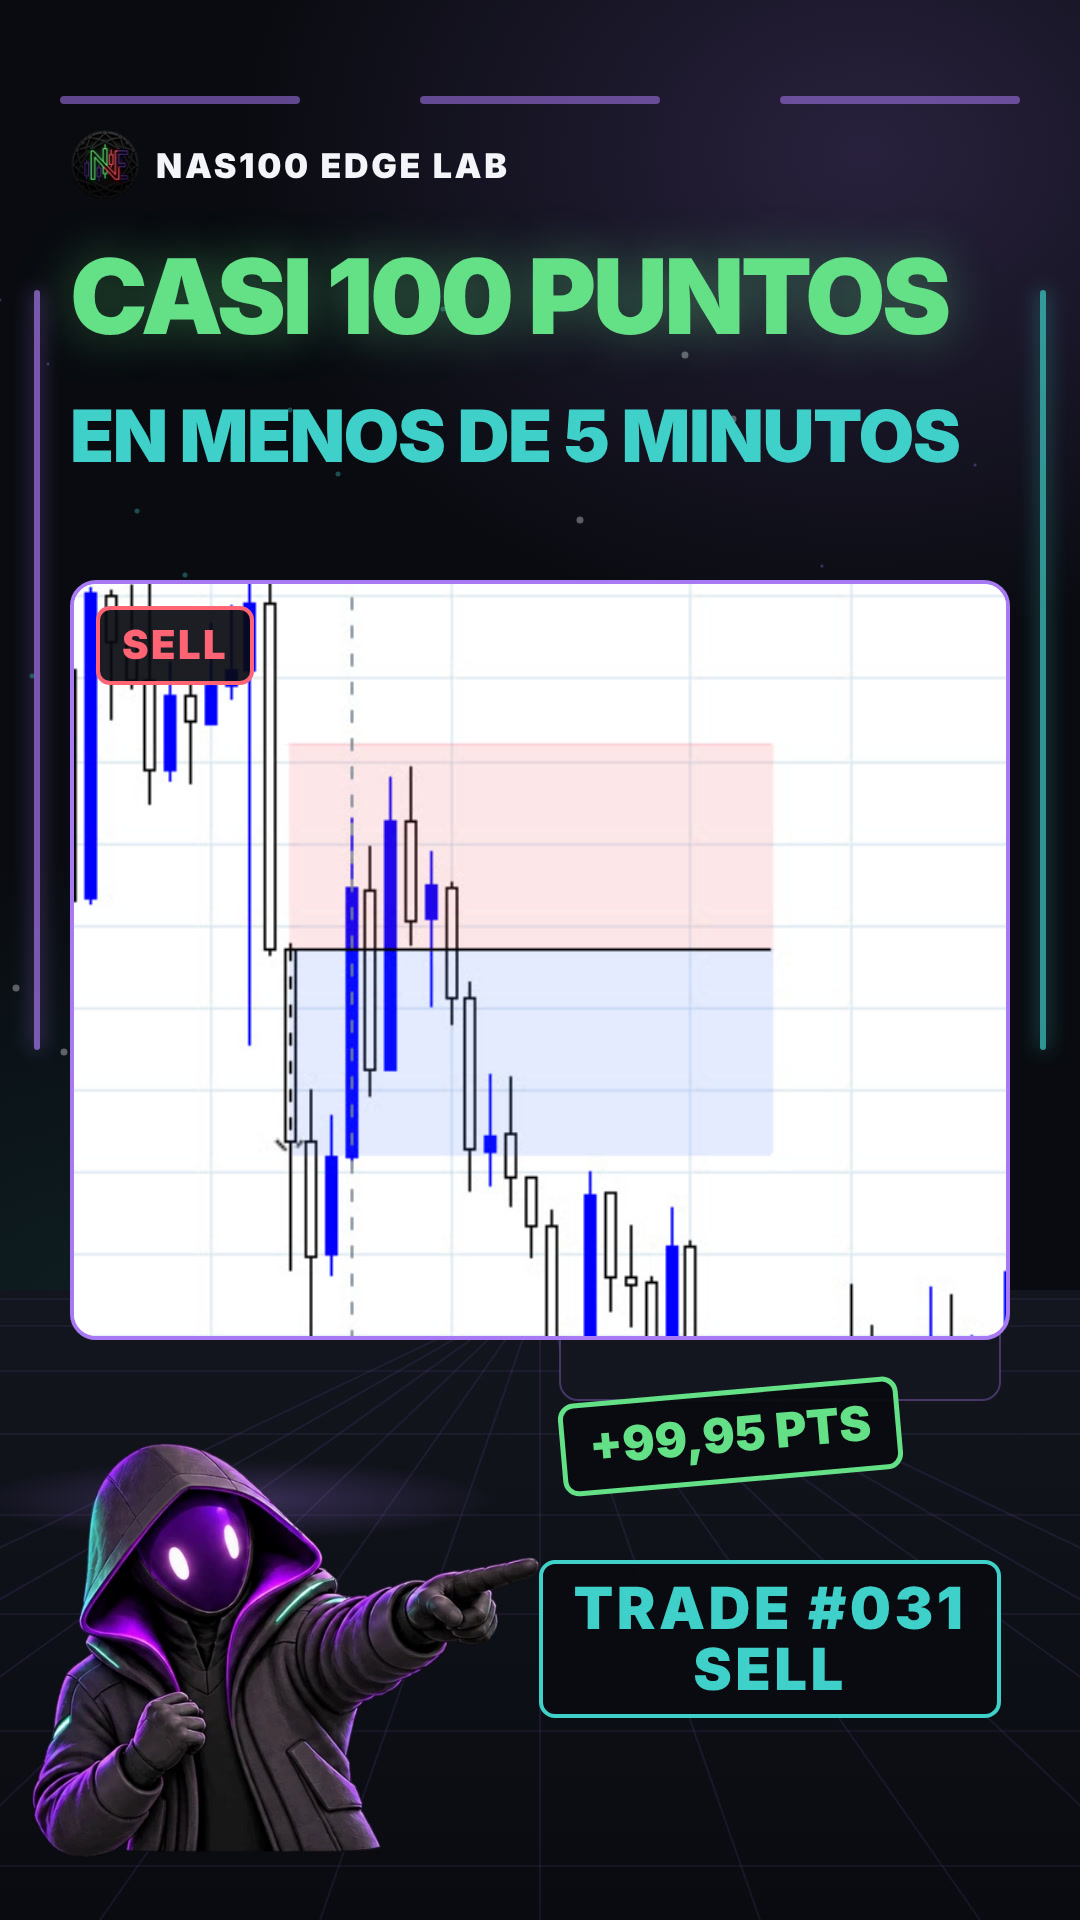 NAS100 EDGE LAB
CASI 100 PUNTOS
EN MENOS DE 5 MINUTOS
SELL
+99,95 PTS
TRADE #031
SELL